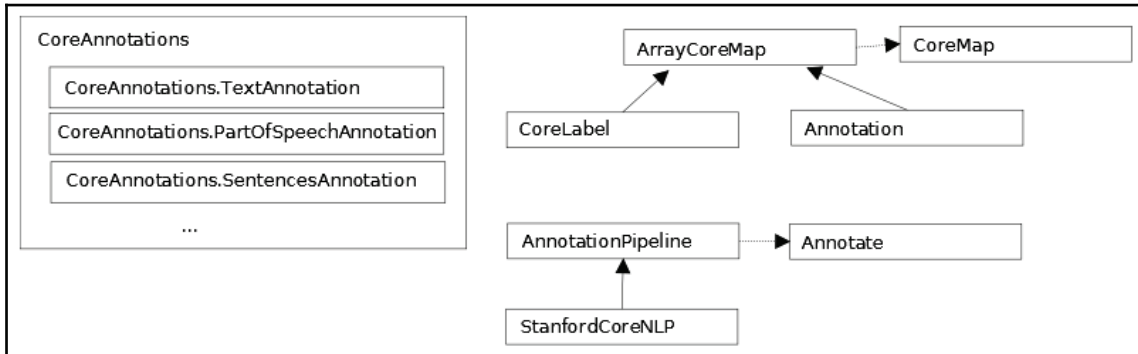 CoreAnnotations
CoreAnnotations.TextAnnotation
CoreAnnotations.PartOfSpeechAnnotation
CoreAnnotations.SentencesAnnotation
...
ArrayCoreMap
CoreMap
CoreLabel
Annotation
AnnotationPipeline
Annotate
StanfordCoreNLP